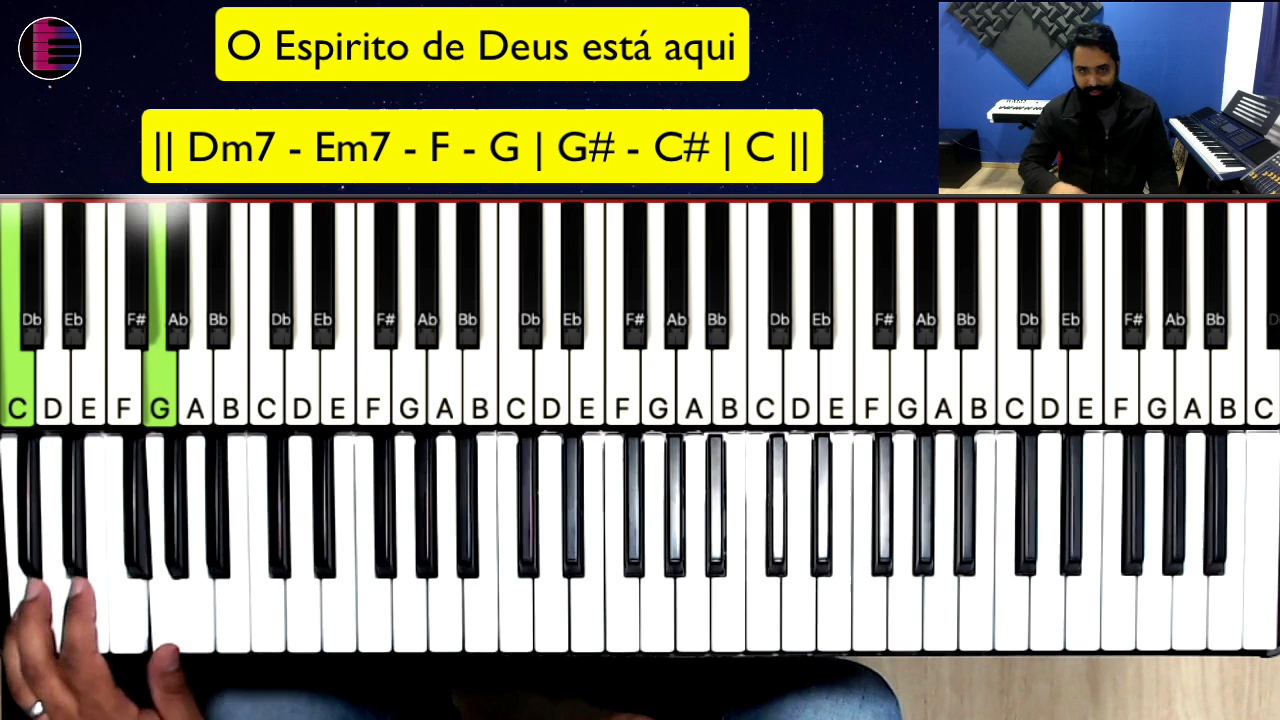 O Espirito de Deus está aqui
|| Dm7 - Em7 - F - G | G# - C# | C ||
Db Eb F# Ab Bb Db Eb F# Ab Bb Db Eb F# Ab Bb Db Eb F# Ab Bb Db Eb F# Ab Bb D
C D E F G A B C D E F G A B C D E F G A B C D E F G A B C D E F G A B C